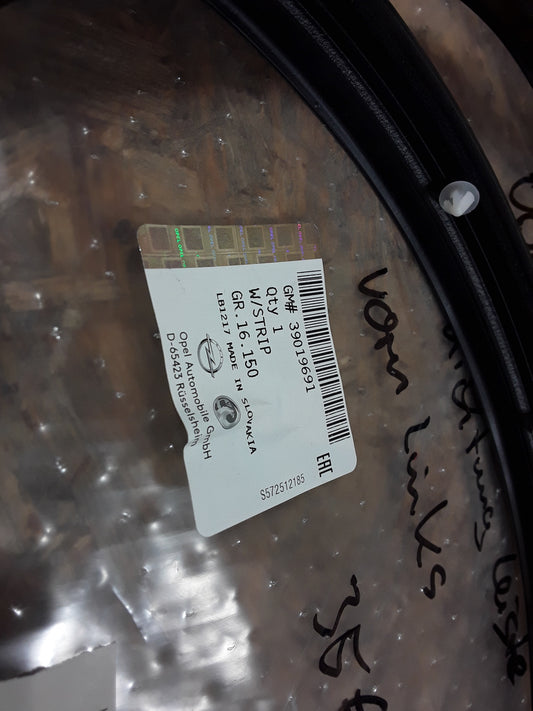 GM# 39019691
Qty 1
W/STRIP
GR 16.150
LB1217 MADE IN SLOVAKIA
Opel Automobile GmbH
D-65423 Rüsselsheim
EAC
S572512185
vorn links
leiste